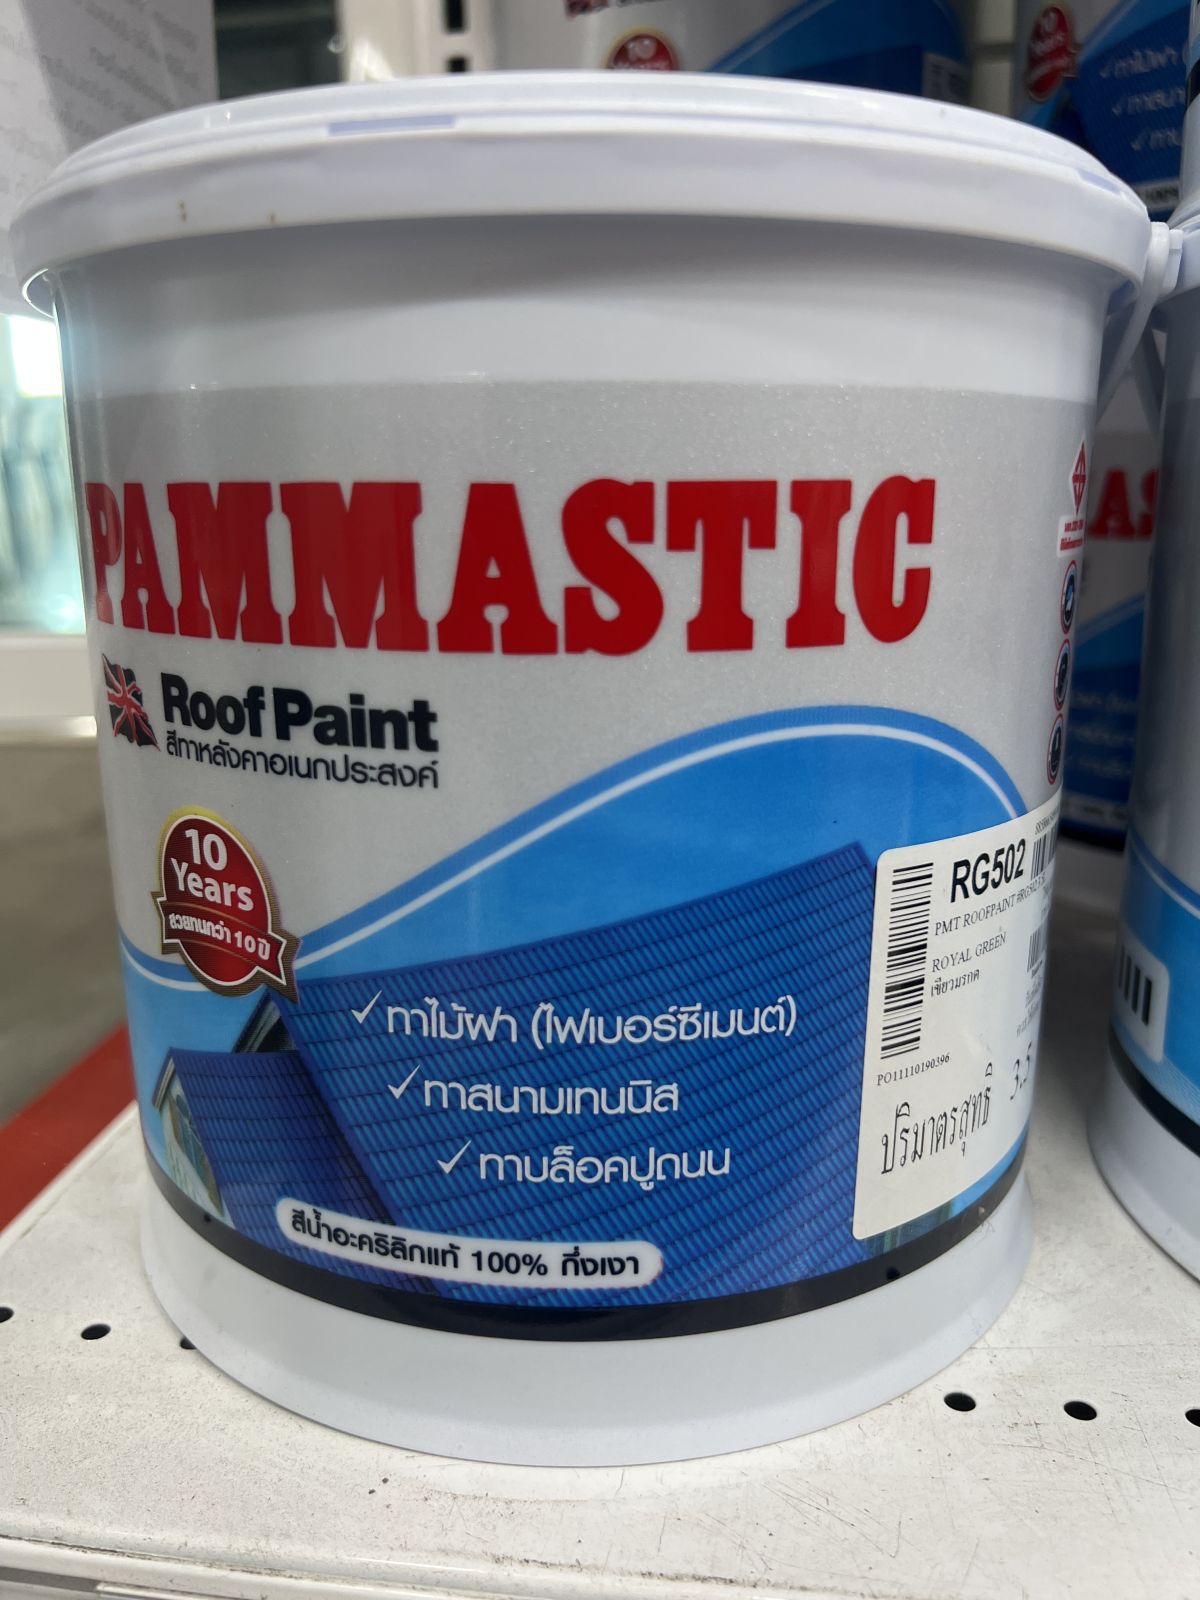 PAMMASTIC
Roof Paint
สีทาหลังคาอเนกประสงค์
10
Years
สวยทนกว่า 10 ปี
✓ ทาไม้ฝา (ไฟเบอร์ซีเมนต์)
✓ ทาสนามเทนนิส
✓ ทาบล็อคปูถนน
สีน้ำอะคริลิกแท้ 100% กึ่งเงา
RG502
PMT ROOFPAINT #RG502
ROYAL GREEN
เขียวมรกต
PO11110190396
ปริมาตรสุทธิ 3.5
10
Years